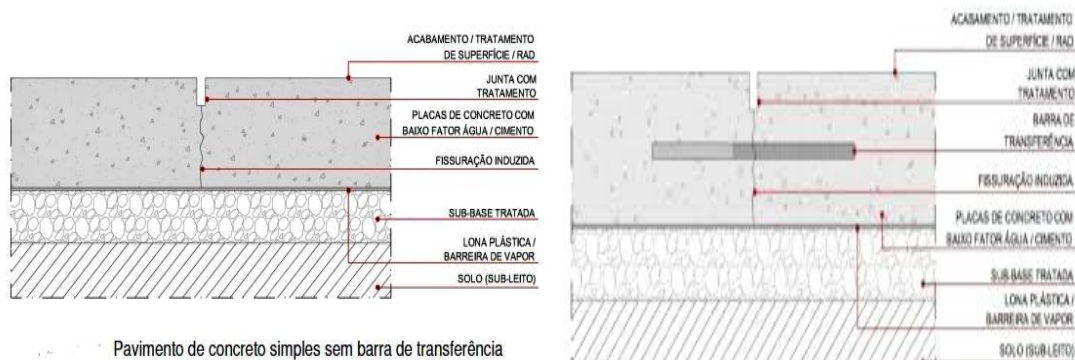 ACABAMENTO / TRATAMENTO
DE SUPERFÍCIE / RAD
JUNTA COM
TRATAMENTO
PLACAS DE CONCRETO COM
BAIXO FATOR ÁGUA / CIMENTO
FISSURAÇÃO INDUZIDA
SUB-BASE TRATADA
LONA PLÁSTICA /
BARREIRA DE VAPOR
SOLO (SUB-LEITO)
Pavimento de concreto simples sem barra de transferência
ACABAMENTO / TRATAMENTO
DE SUPERFÍCIE / RAD
JUNTA COM
TRATAMENTO
BARRA DE
TRANSFERÊNCIA
FISSURAÇÃO INDUZIDA
PLACAS DE CONCRETO COM
BAIXO FATOR ÁGUA / CIMENTO
SUB-BASE TRATADA
LONA PLÁSTICA /
BARREIRA DE VAPOR
SOLO (SUB-LEITO)